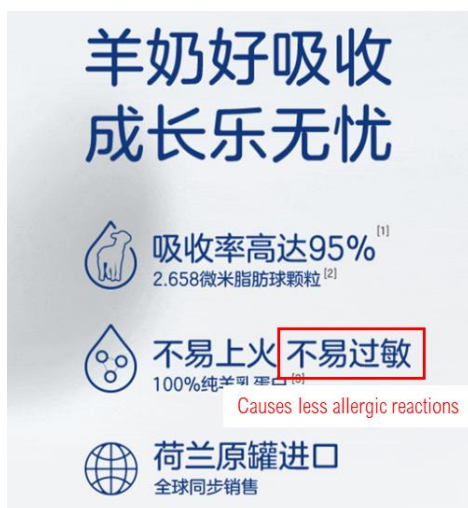 羊奶好吸收
成长乐无忧
吸收率高达95%[1]
2.658微米脂肪球颗粒[2]
不易上火 不易过敏
100%纯羊乳蛋白[3]
Causes less allergic reactions
荷兰原罐进口
全球同步销售